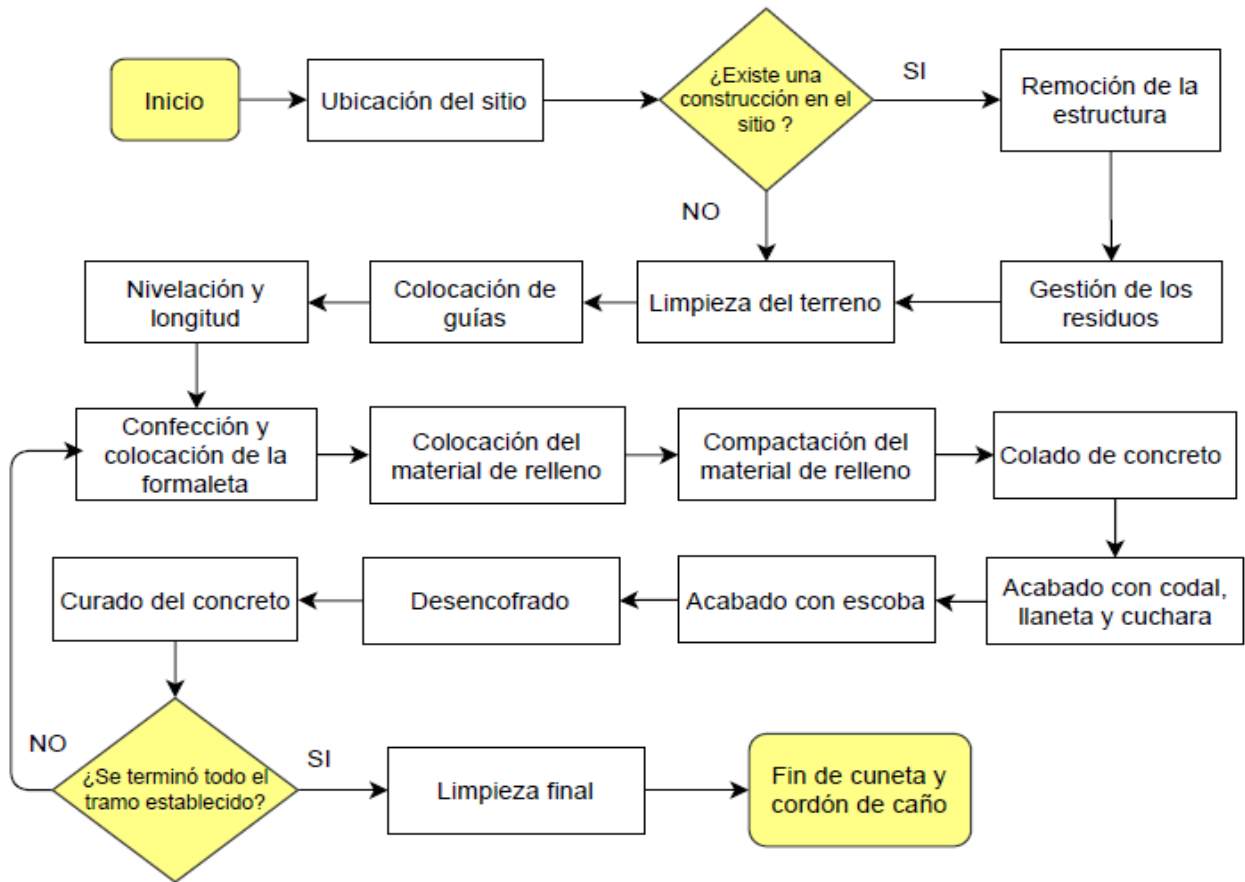 Inicio
Ubicación del sitio
¿Existe una
construcción en el
sitio ?
SI
Remoción de la
estructura
NO
Nivelación y
longitud
Colocación de
guías
Limpieza del terreno
Gestión de los
residuos
Confección y
colocación de la
formaleta
Colocación del
material de relleno
Compactación del
material de relleno
Colado de concreto
Curado del concreto
Desencofrado
Acabado con escoba
Acabado con codal,
llaneta y cuchara
NO
¿Se terminó todo el
tramo establecido?
SI
Limpieza final
Fin de cuneta y
cordón de caño